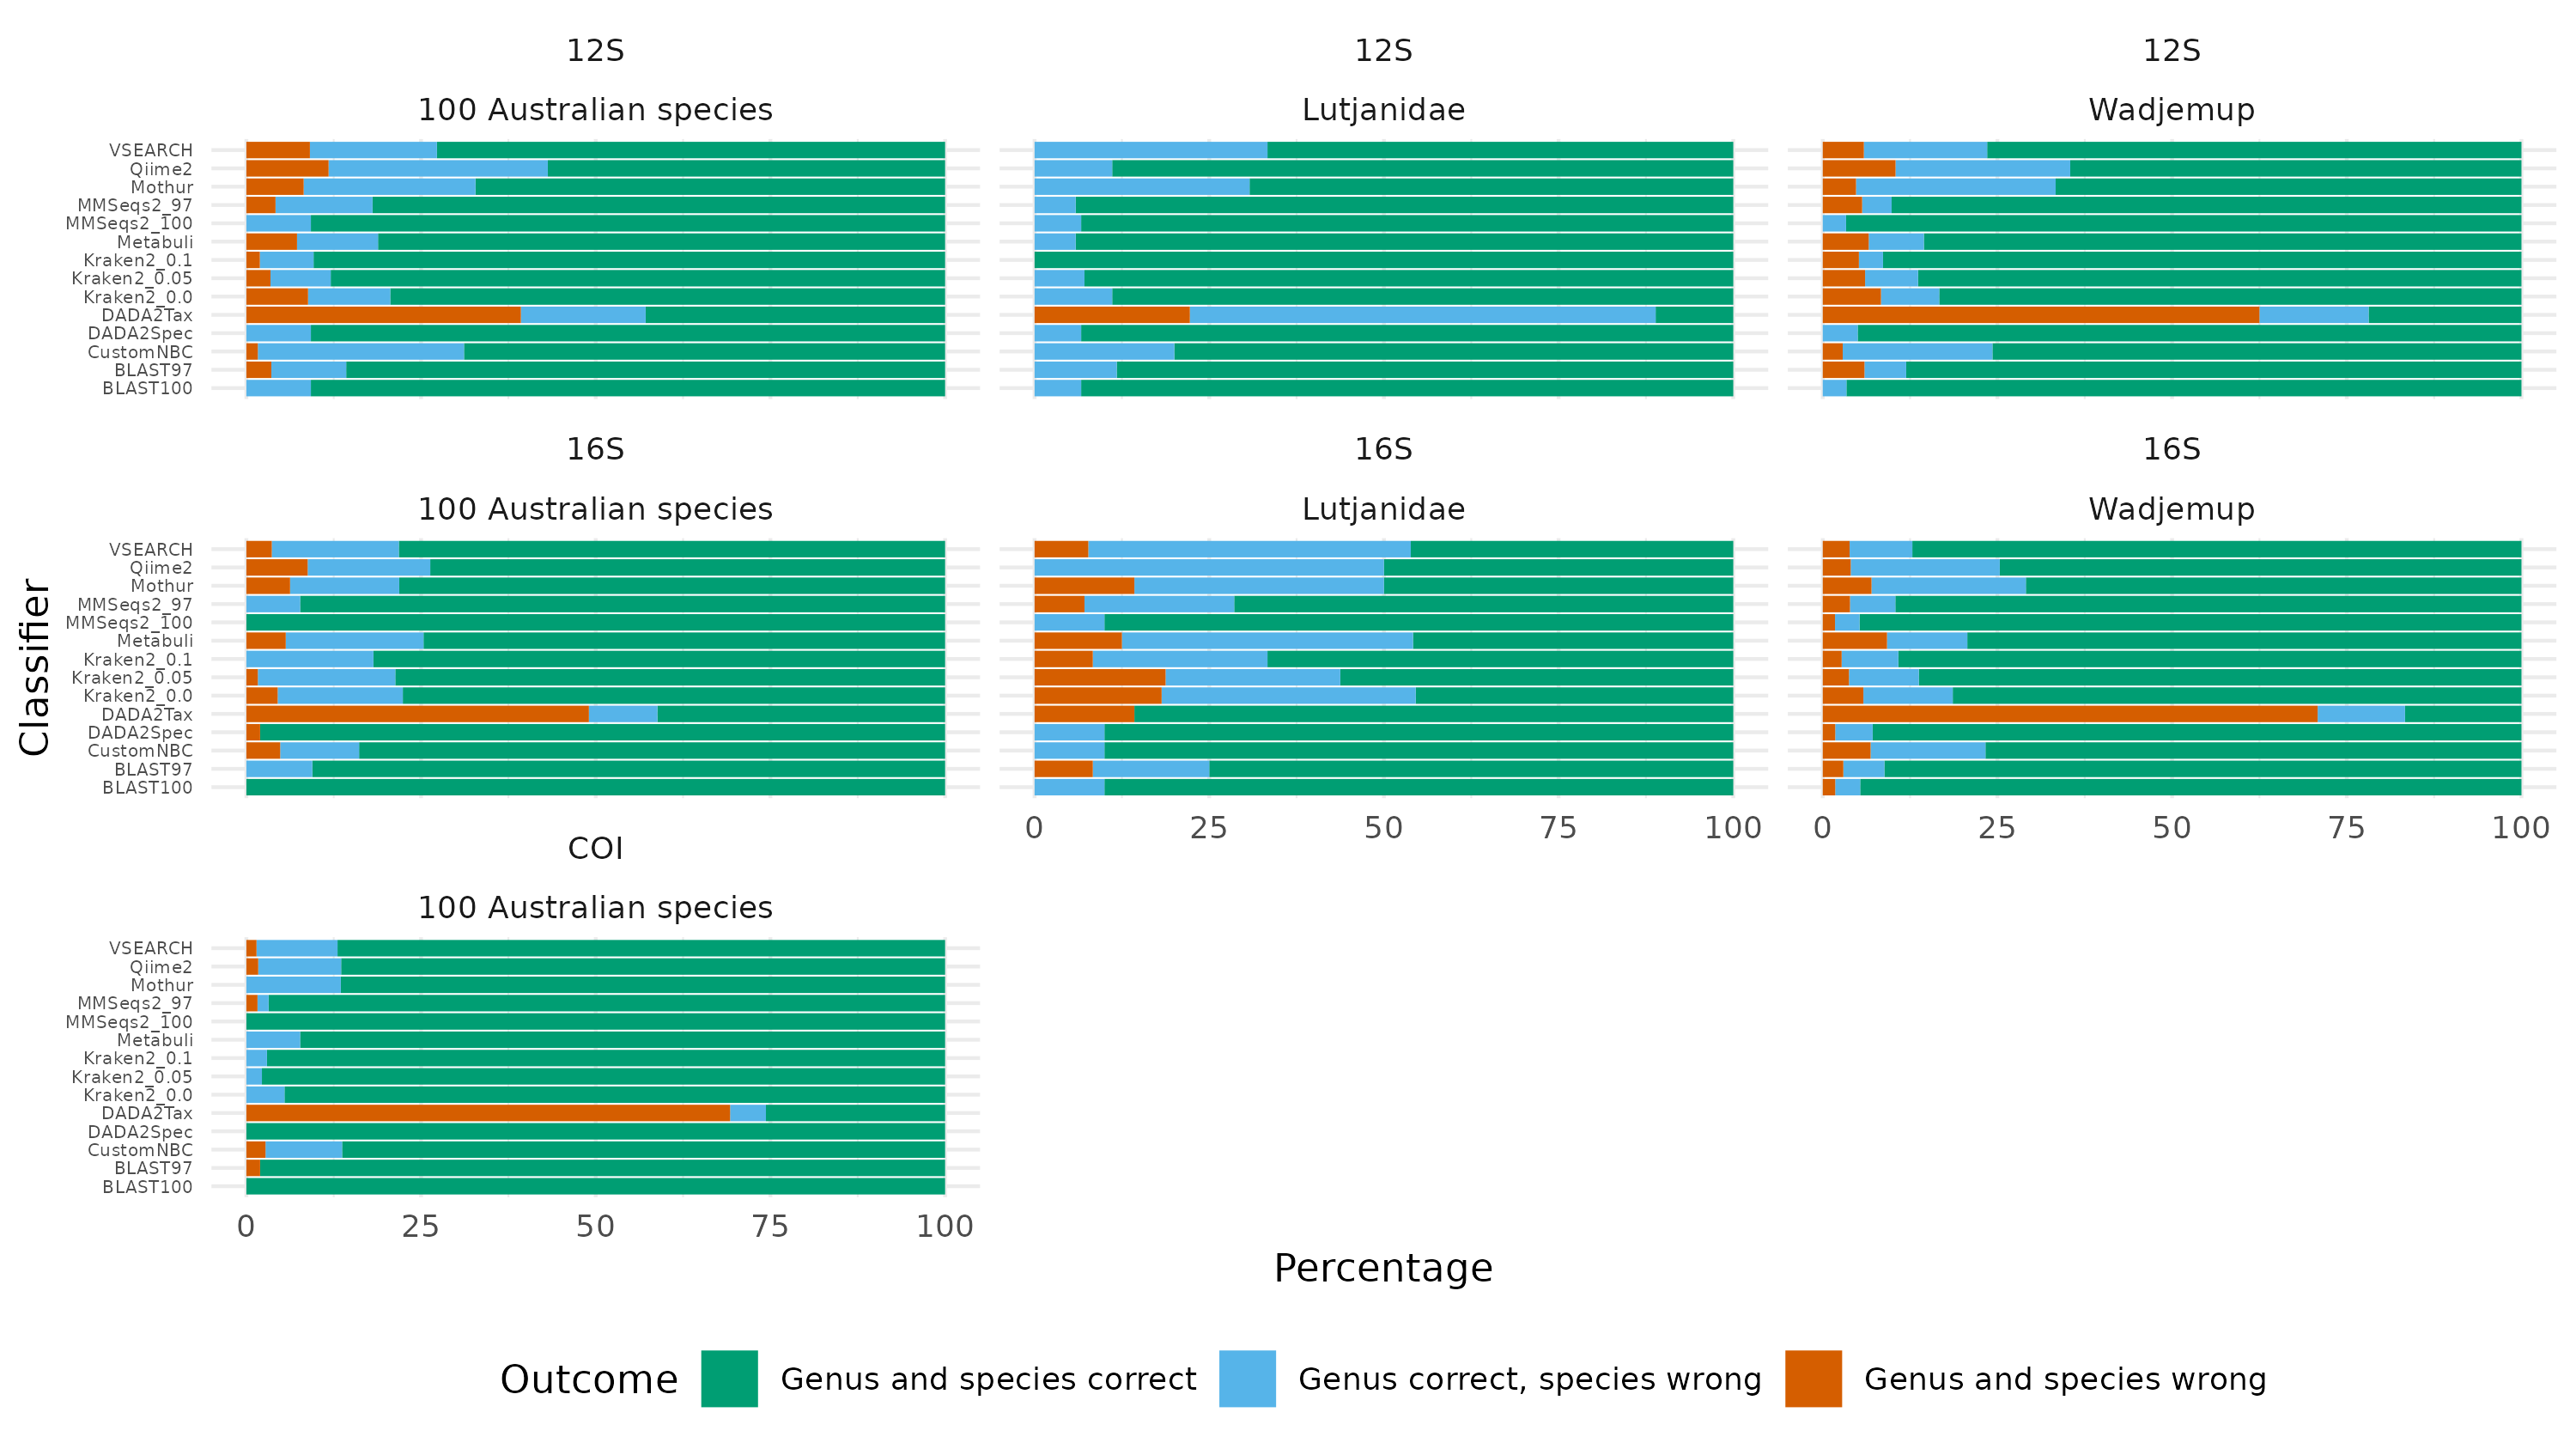 12S
12S
12S
100 Australian species
Lutjanidae
Wadjemup
VSEARCH
Qiime2
Mothur
MMSeqs2_97
MMSeqs2_100
Metabuli
Kraken2_0.1
Kraken2_0.05
Kraken2_0.0
DADA2Tax
DADA2Spec
CustomNBC
BLAST97
BLAST100
16S
16S
16S
100 Australian species
Lutjanidae
Wadjemup
VSEARCH
Qiime2
Mothur
MMSeqs2_97
MMSeqs2_100
Metabuli
Kraken2_0.1
Kraken2_0.05
Kraken2_0.0
DADA2Tax
DADA2Spec
CustomNBC
BLAST97
BLAST100
0 25 50 75 100
0 25 50 75 100
Classifier
COI
100 Australian species
VSEARCH
Qiime2
Mothur
MMSeqs2_97
MMSeqs2_100
Metabuli
Kraken2_0.1
Kraken2_0.05
Kraken2_0.0
DADA2Tax
DADA2Spec
CustomNBC
BLAST97
BLAST100
0 25 50 75 100
Percentage
Outcome Genus and species correct Genus correct, species wrong Genus and species wrong